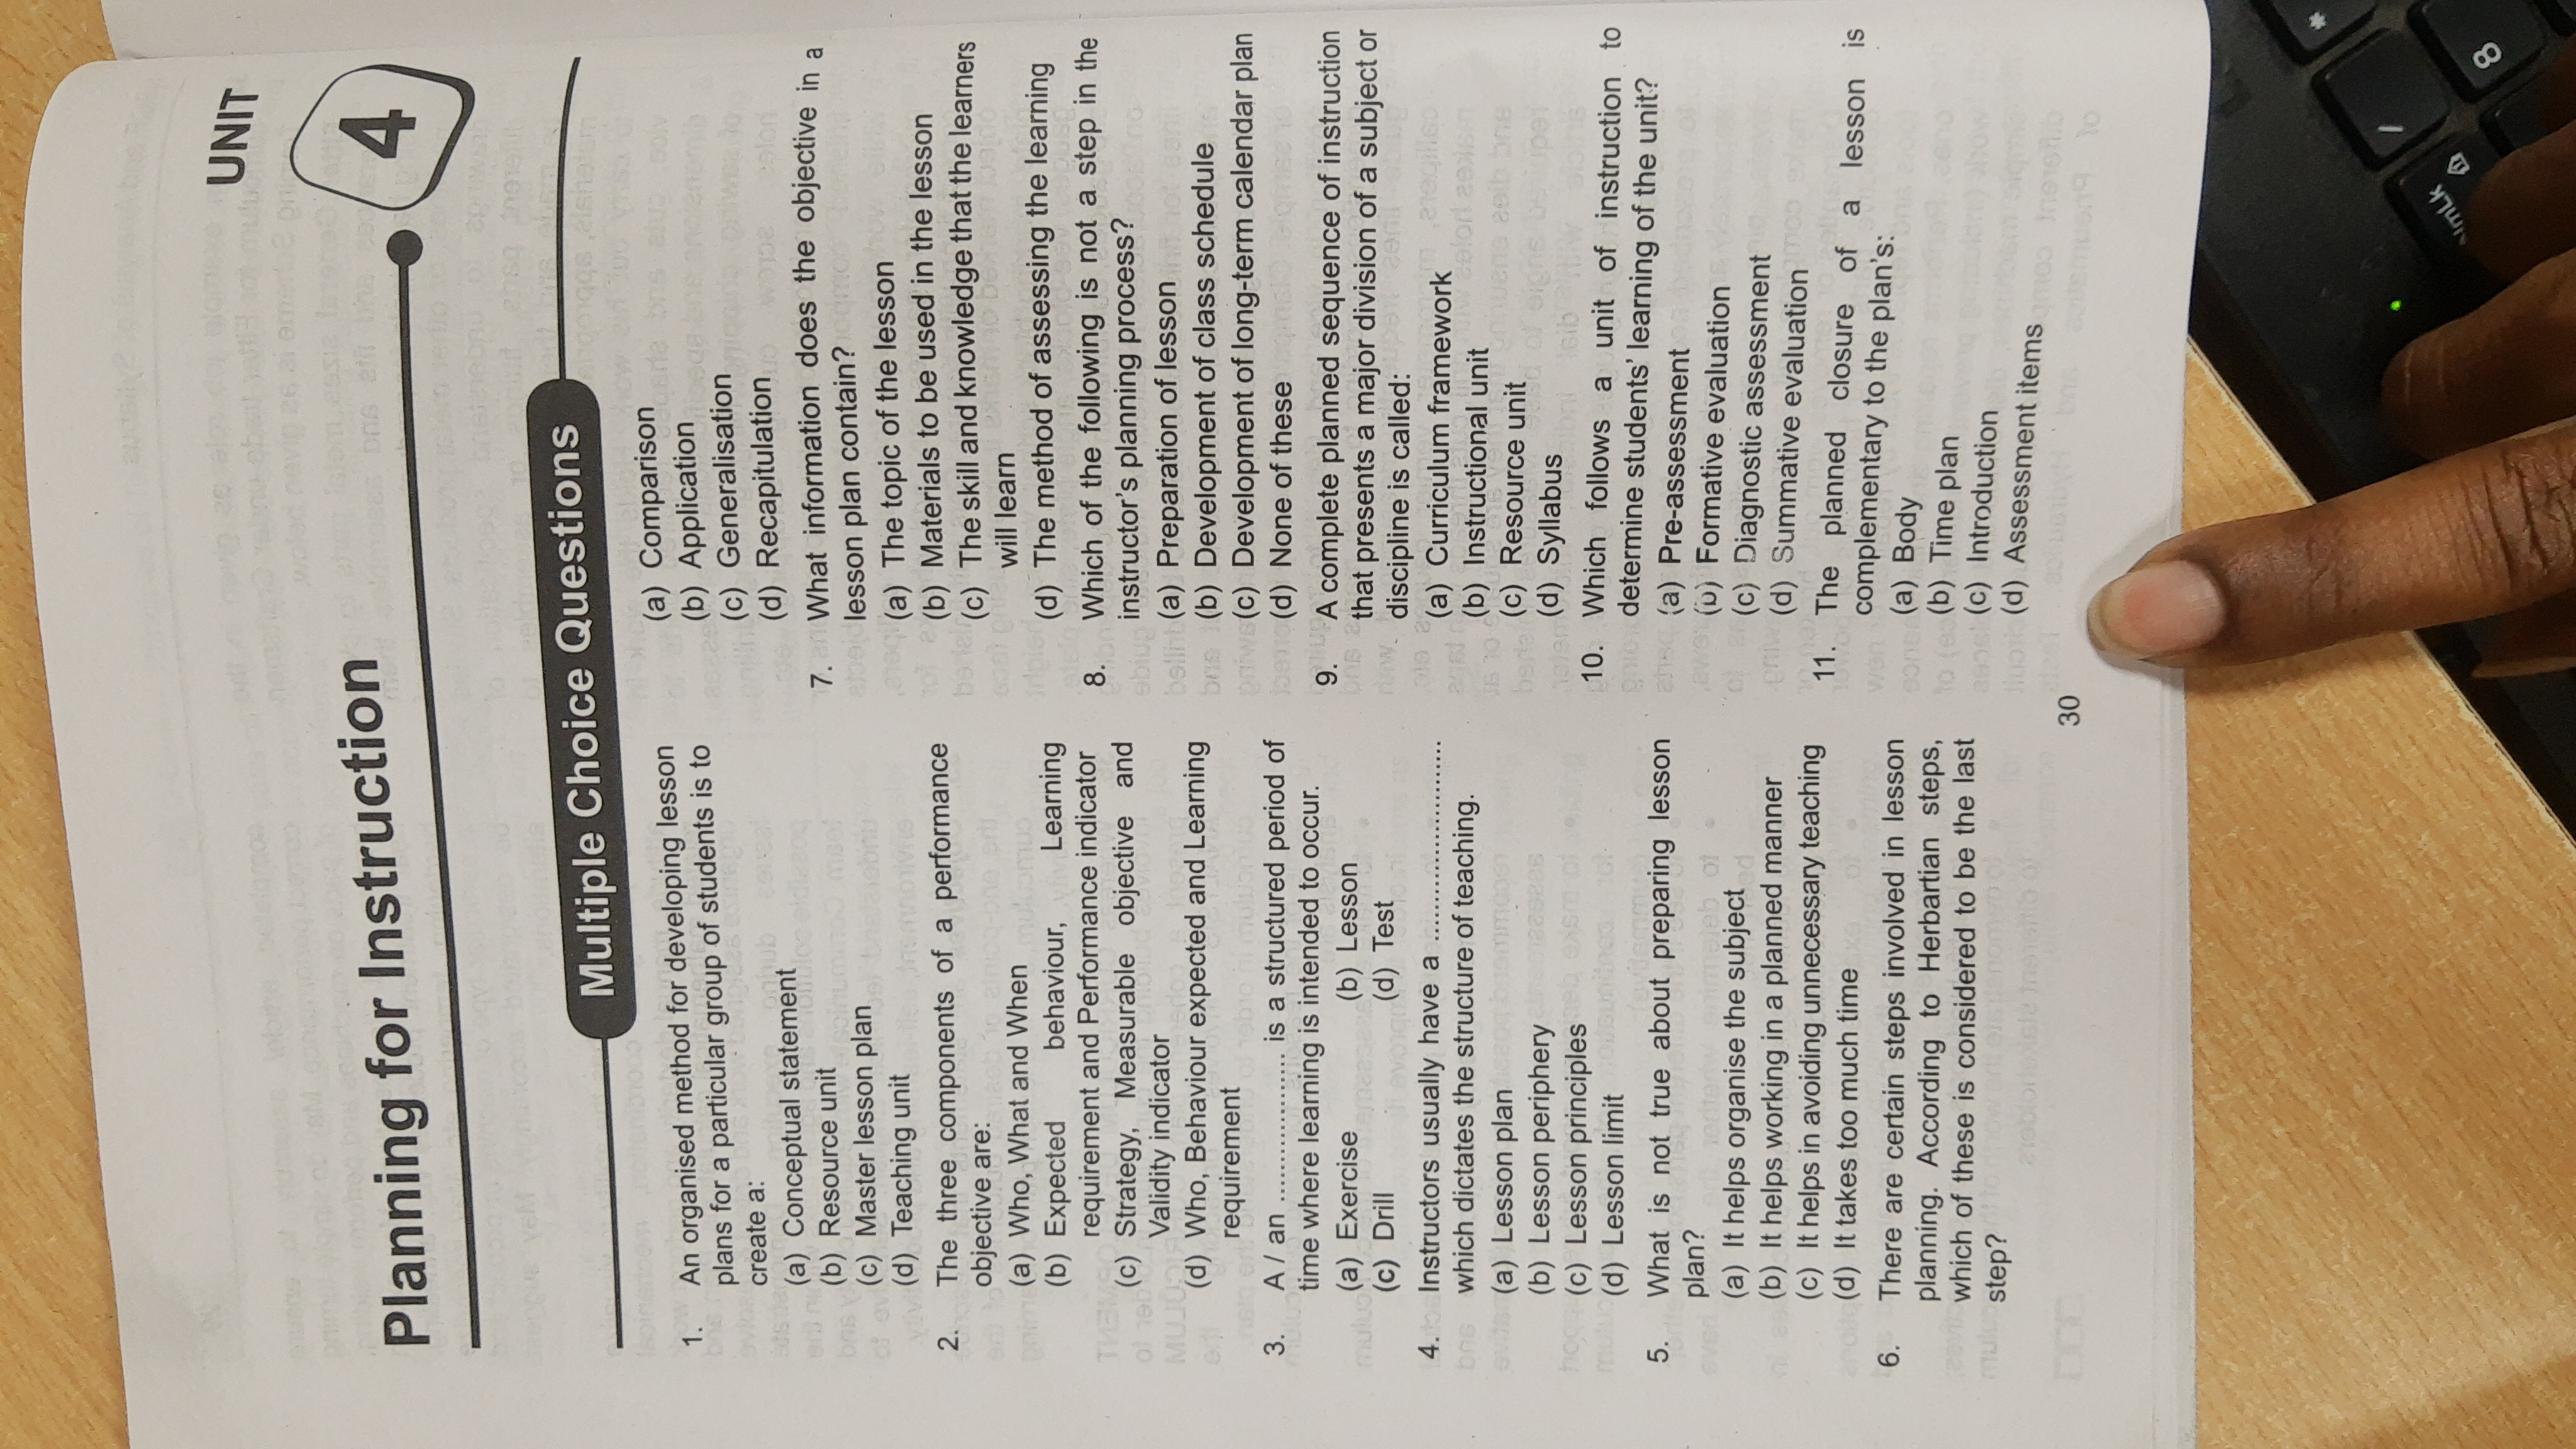 UNIT
4
Planning for Instruction
Multiple Choice Questions
1. An organised method for developing lesson
plans for a particular group of students is to
create a:
(a) Conceptual statement
(b) Resource unit
(c) Master lesson plan
(d) Teaching unit
2. The three components of a performance
objective are:
(a) Who, What and When
(b) Expected behaviour, Learning
requirement and Performance indicator
(c) Strategy, Measurable objective and
Validity indicator
(d) Who, Behaviour expected and Learning
requirement
3. A / an .................... is a structured period of
time where learning is intended to occur.
(a) Exercise (b) Lesson
(c) Drill (d) Test
4. Instructors usually have a ...........................
which dictates the structure of teaching.
(a) Lesson plan
(b) Lesson periphery
(c) Lesson principles
(d) Lesson limit
5. What is not true about preparing lesson
plan?
(a) It helps organise the subject
(b) It helps working in a planned manner
(c) It helps in avoiding unnecessary teaching
(d) It takes too much time
6. There are certain steps involved in lesson
planning. According to Herbartian steps,
which of these is considered to be the last
step?
(a) Comparison
(b) Application
(c) Generalisation
(d) Recapitulation
7. What information does the objective in a
lesson plan contain?
(a) The topic of the lesson
(b) Materials to be used in the lesson
(c) The skill and knowledge that the learners
will learn
(d) The method of assessing the learning
8. Which of the following is not a step in the
instructor's planning process?
(a) Preparation of lesson
(b) Development of class schedule
(c) Development of long-term calendar plan
(d) None of these
9. A complete planned sequence of instruction
that presents a major division of a subject or
discipline is called:
(a) Curriculum framework
(b) Instructional unit
(c) Resource unit
(d) Syllabus
10. Which follows a unit of instruction to
determine students' learning of the unit?
(a) Pre-assessment
(b) Formative evaluation
(c) Diagnostic assessment
(d) Summative evaluation
11. The planned closure of a lesson is
complementary to the plan's:
(a) Body
(b) Time plan
(c) Introduction
(d) Assessment items
30
*
/
NmLk
8